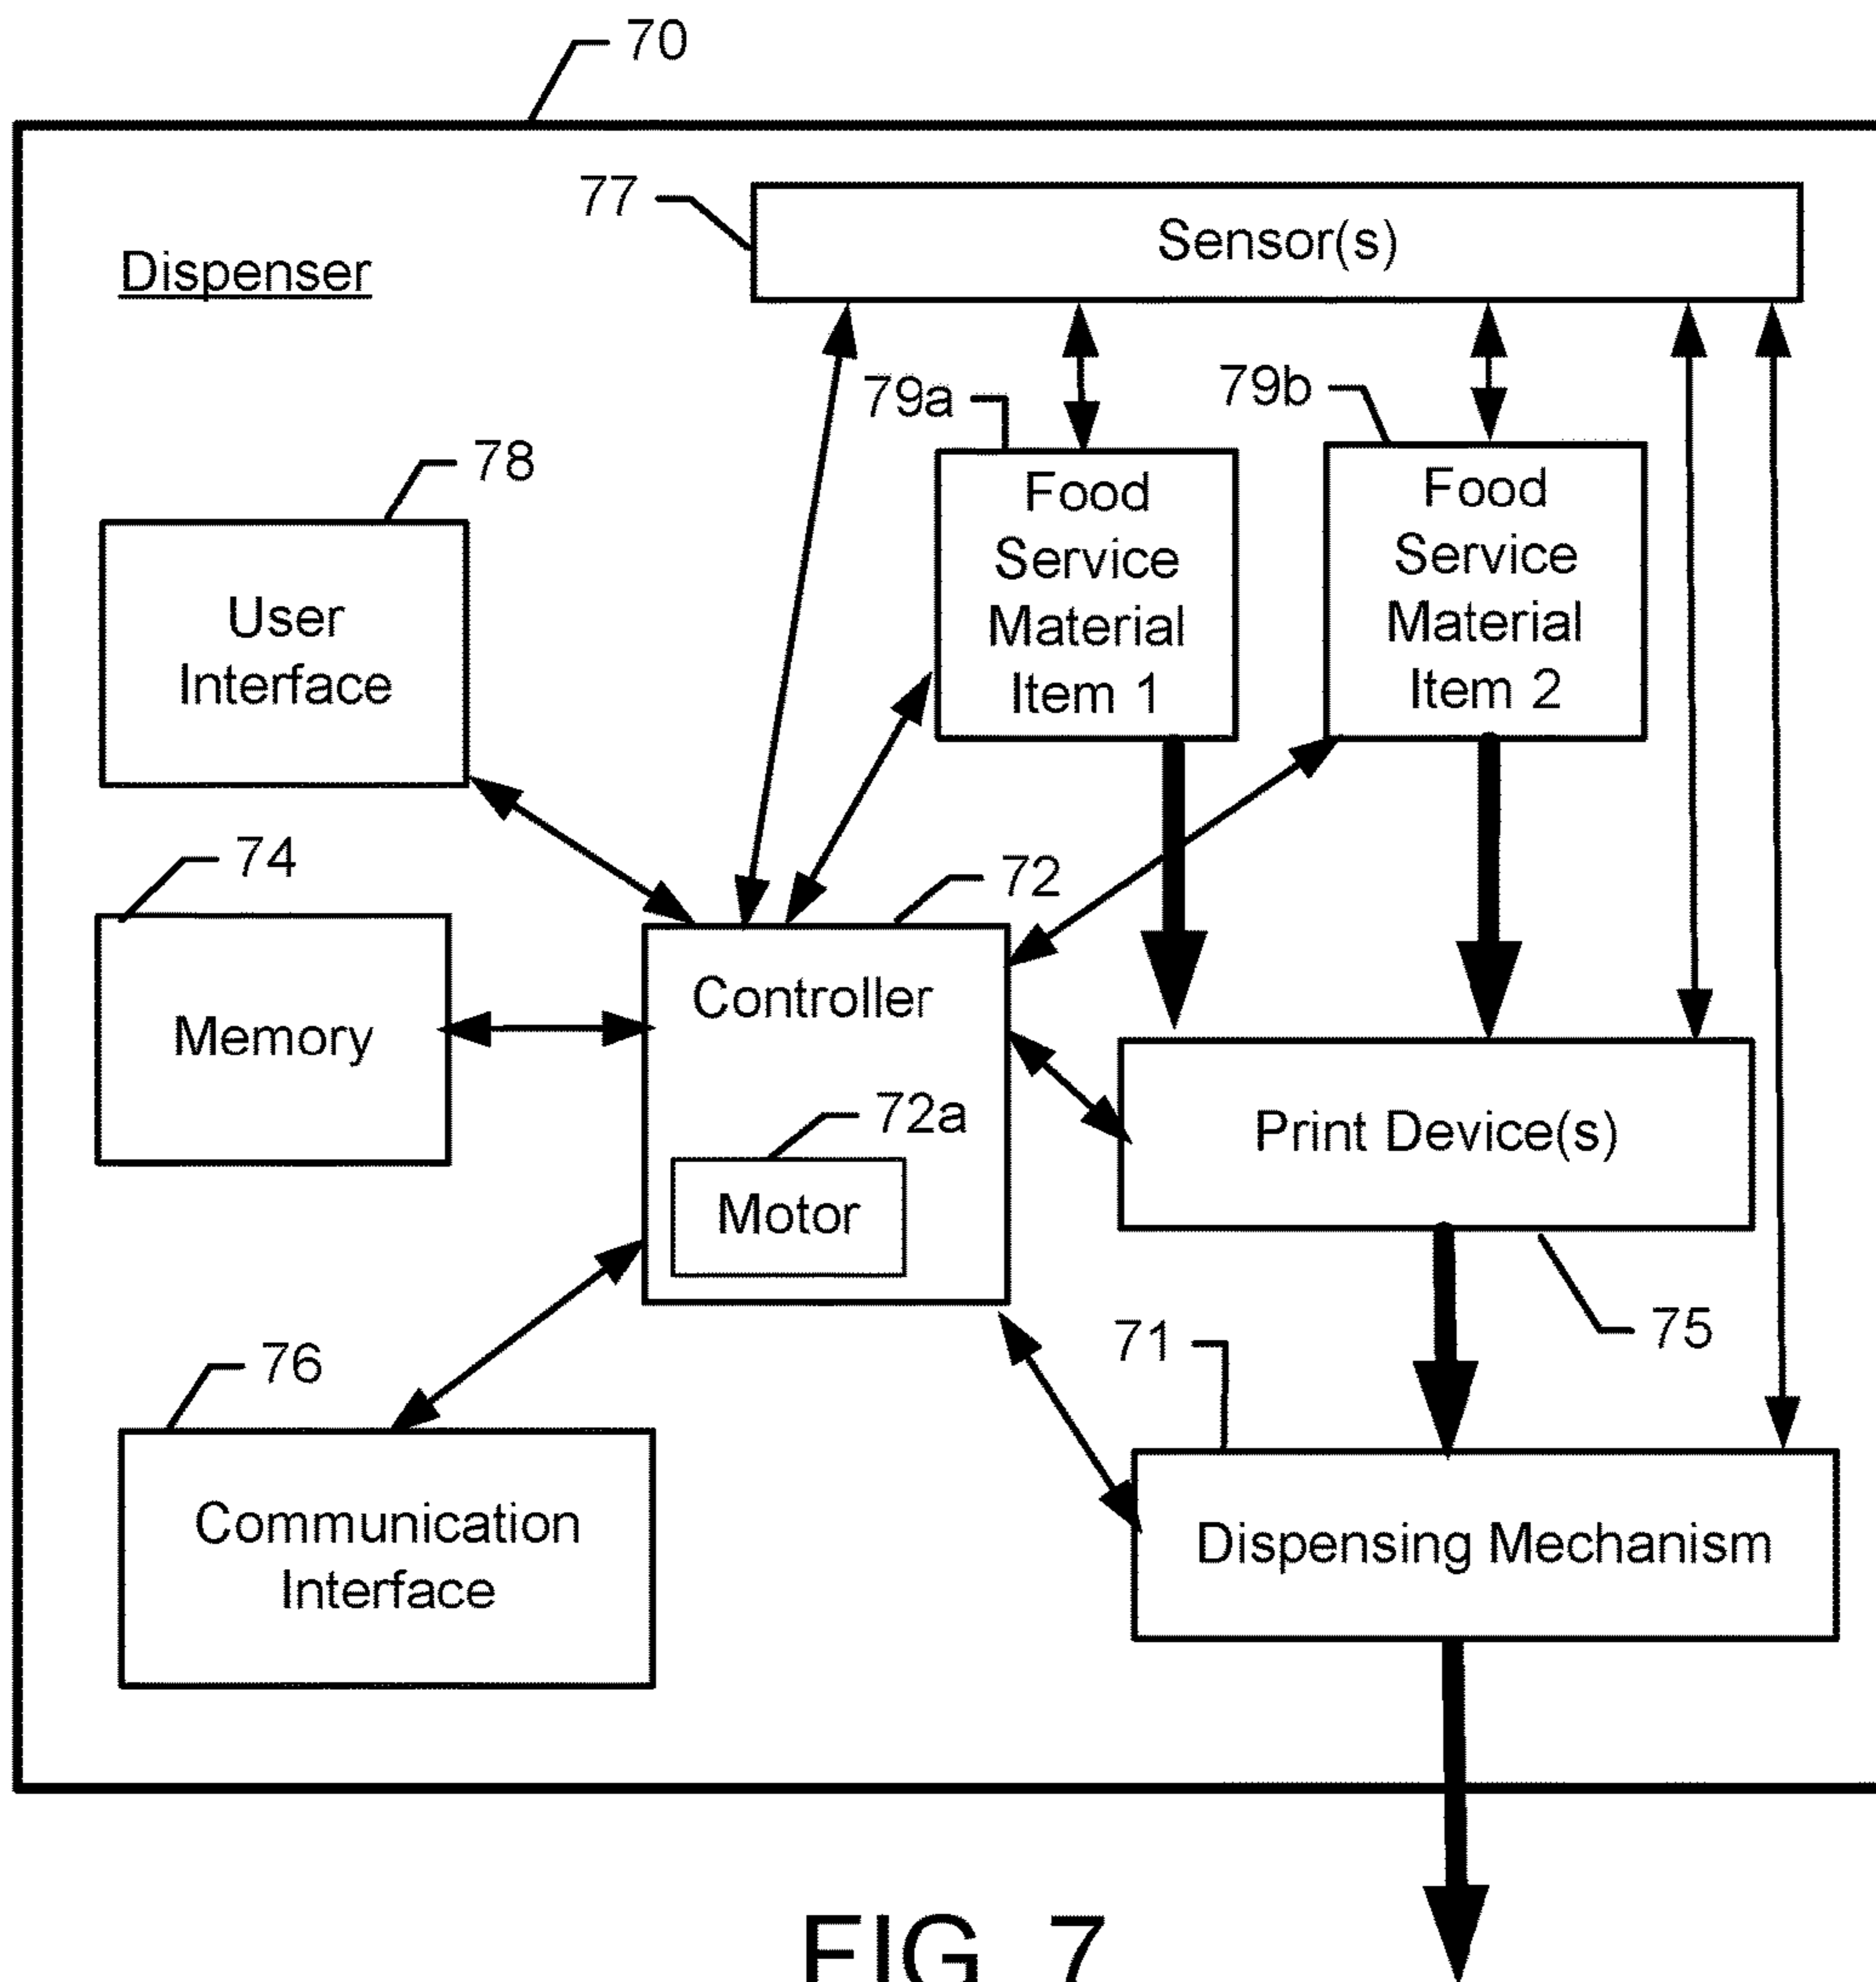 70
77
Sensor(s)
Dispenser
79a
79b
78
Food
Service
Material
Item 1
Food
Service
Material
Item 2
User
Interface
74
72
Memory
Controller
72a
Motor
Print Device(s)
75
76
71
Communication
Interface
Dispensing Mechanism
FIG. 7